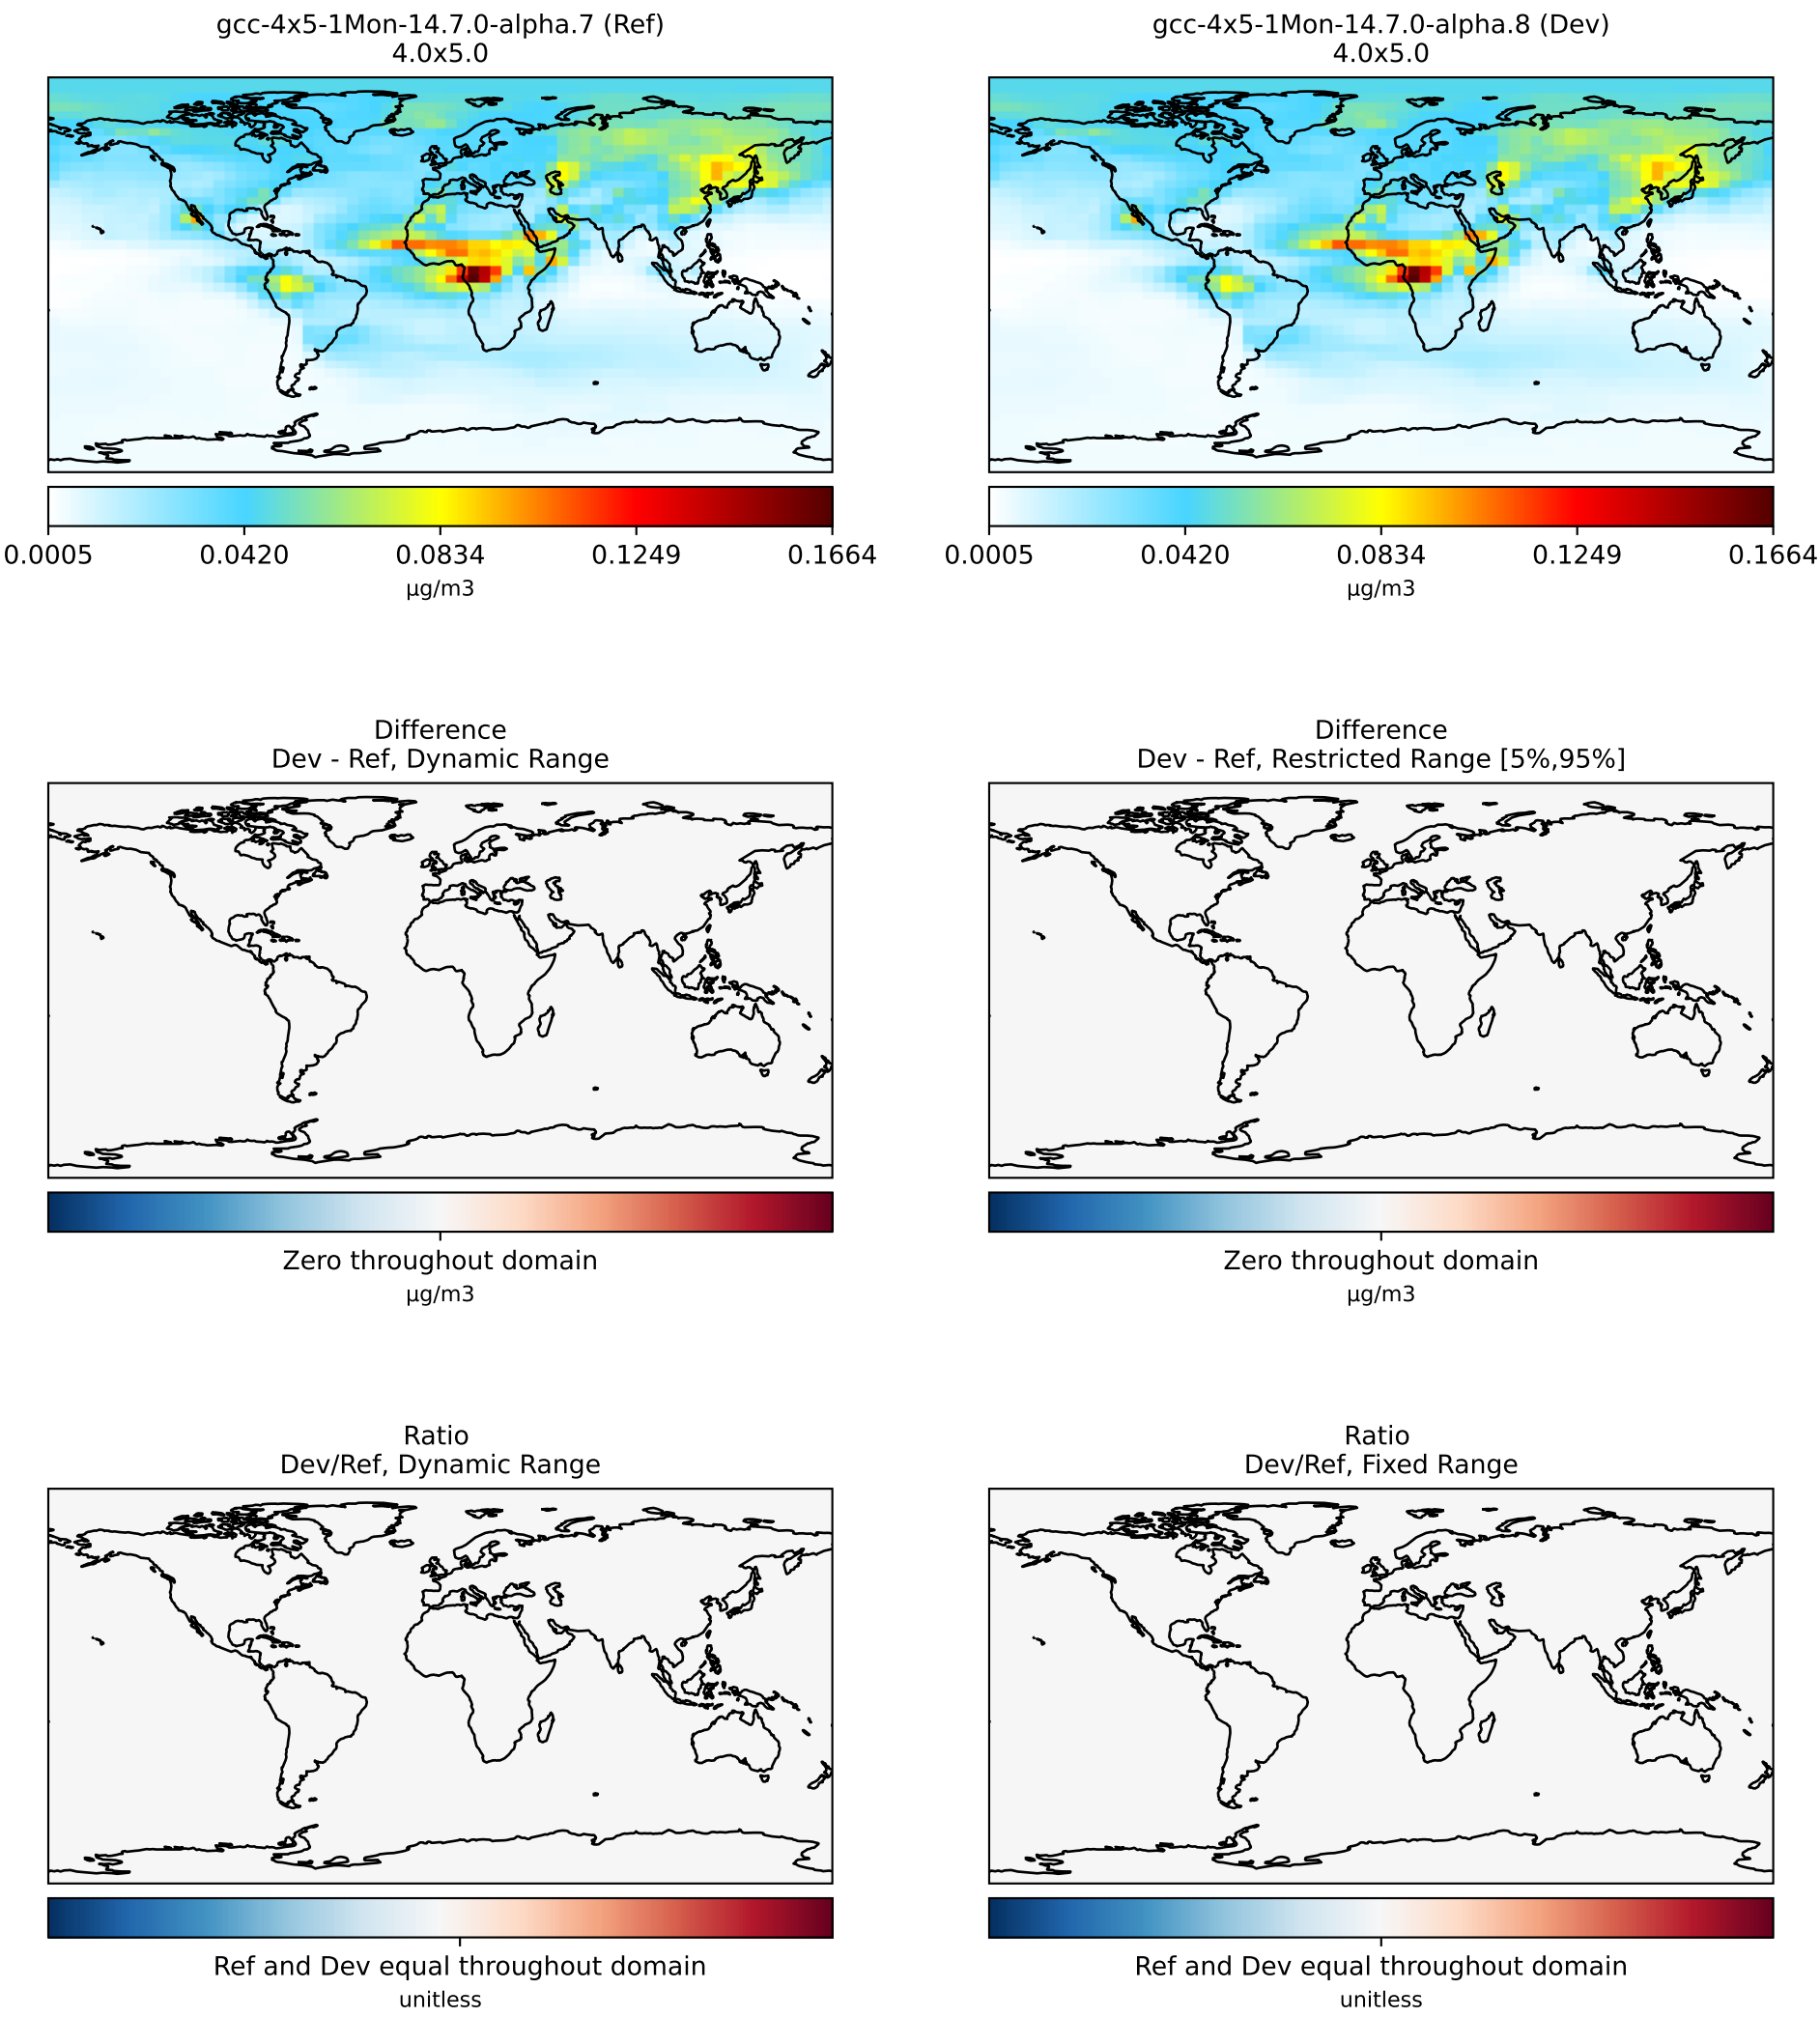 gcc-4x5-1Mon-14.7.0-alpha.7 (Ref)
4.0x5.0
gcc-4x5-1Mon-14.7.0-alpha.8 (Dev)
4.0x5.0
0.0005 0.0420 0.0834 0.1249 0.1664
µg/m3
0.0005 0.0420 0.0834 0.1249 0.1664
µg/m3
Difference
Dev - Ref, Dynamic Range
Difference
Dev - Ref, Restricted Range [5%,95%]
Zero throughout domain
µg/m3
Zero throughout domain
µg/m3
Ratio
Dev/Ref, Dynamic Range
Ratio
Dev/Ref, Fixed Range
Ref and Dev equal throughout domain
unitless
Ref and Dev equal throughout domain
unitless